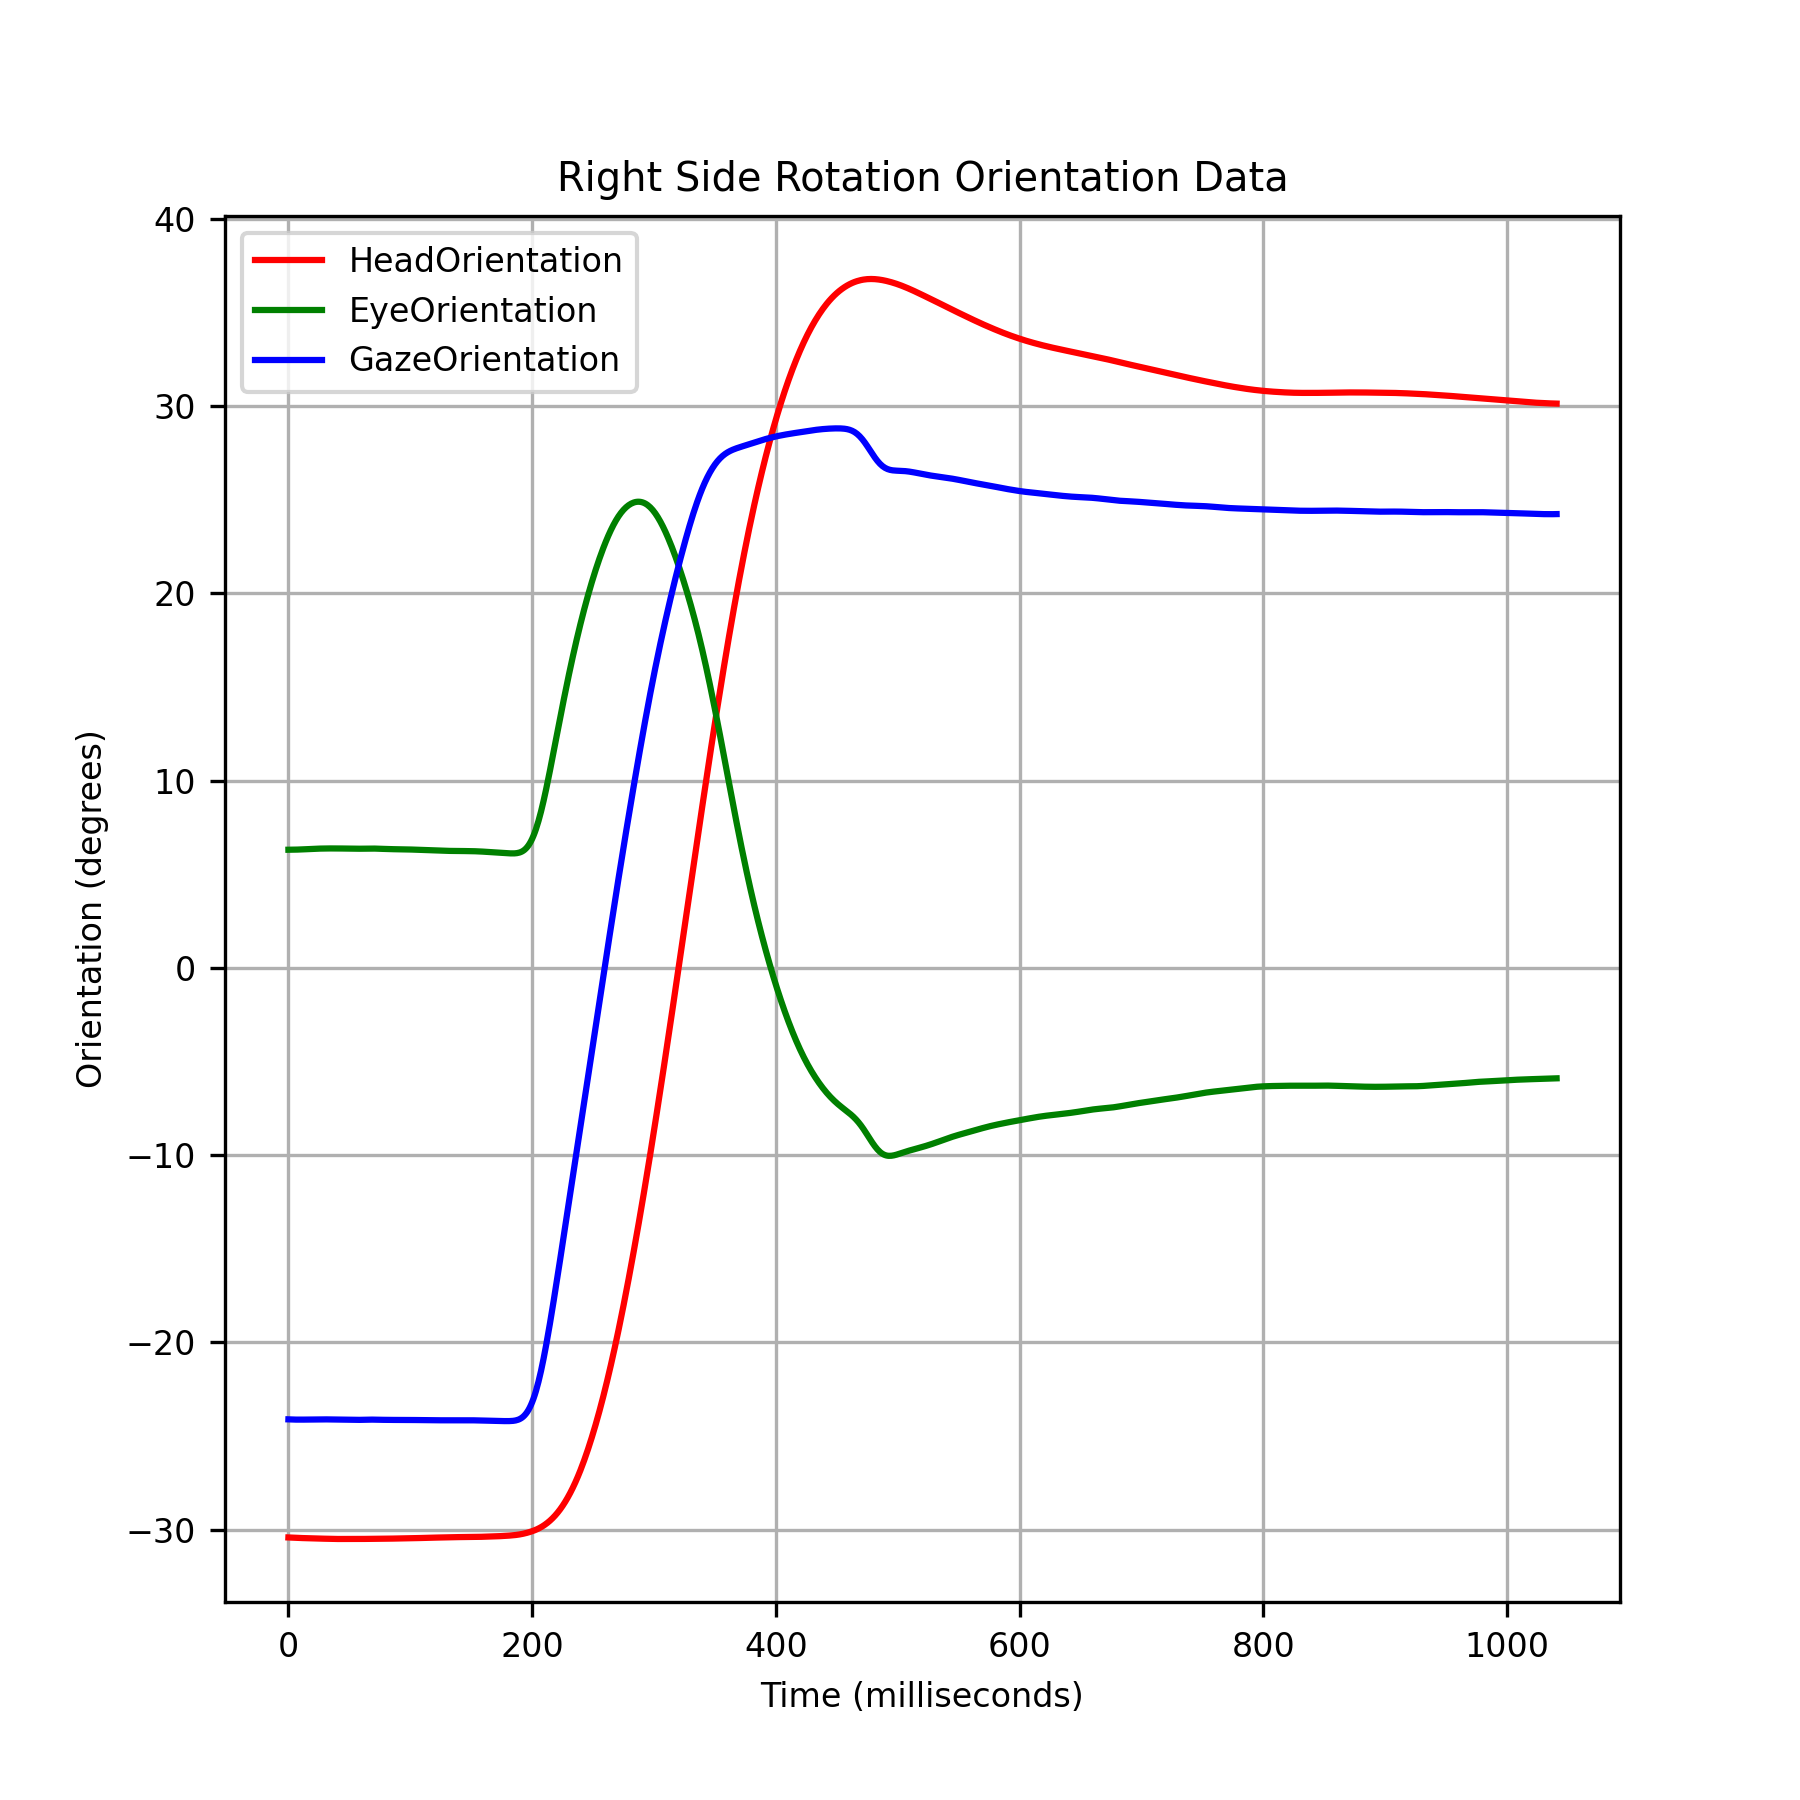 Right Side Rotation Orientation Data
HeadOrientation
EyeOrientation
GazeOrientation
40
30
20
10
0
−10
−20
−30
Orientation (degrees)
0 200 400 600 800 1000
Time (milliseconds)